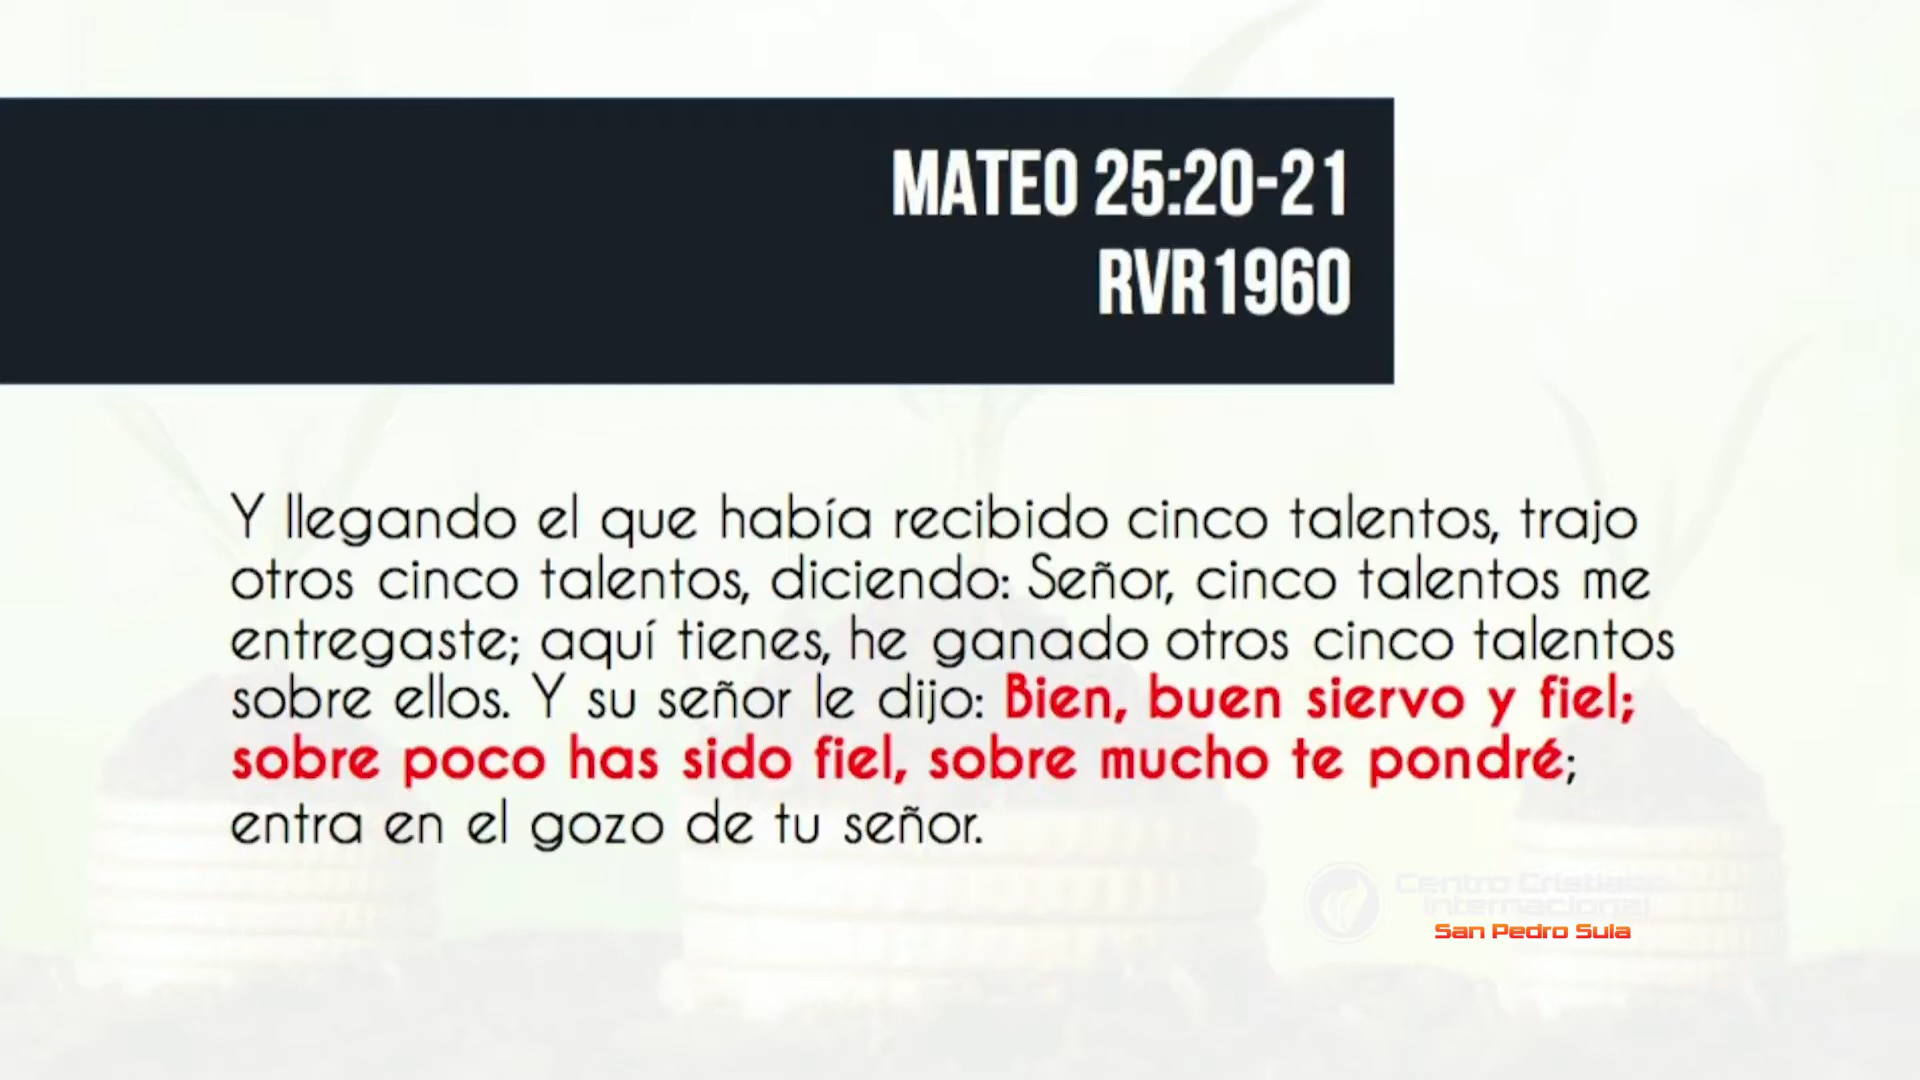 MATEO 25:20-21
RVR1960
Y llegando el que había recibido cinco talentos, trajo
otros cinco talentos, diciendo: Señor, cinco talentos me
entregaste; aquí tienes, he ganado otros cinco talentos
sobre ellos. Y su señor le dijo: Bien, buen siervo y fiel;
sobre poco has sido fiel, sobre mucho te pondré;
entra en el gozo de tu señor.
Centro Cristiano
Internacional
San Pedro Sula